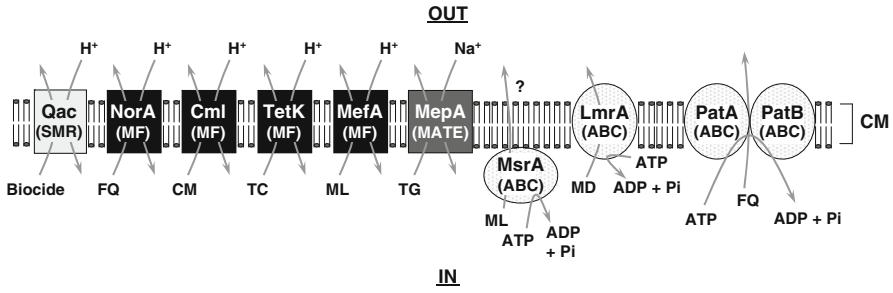 OUT
H⁺ H⁺ H⁺ H⁺ H⁺ Na⁺
?
Qac NorA Cml TetK MefA MepA LmrA PatA PatB
(SMR) (MF) (MF) (MF) (MF) (MATE) (ABC) (ABC) (ABC)
CM
MsrA
(ABC)
Biocide FQ CM TC ML TG MD ATP
ADP + Pi
ML ATP ADP
+ Pi
ATP FQ ADP + Pi
IN